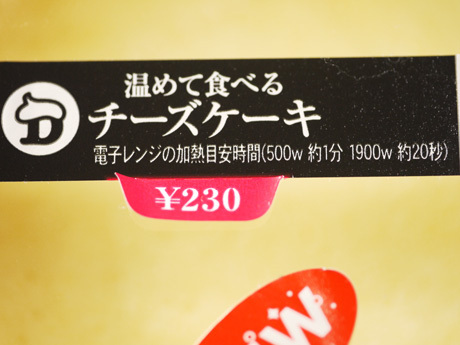 温めて食べる
チーズケーキ
電子レンジの加熱目安時間(500w 約1分 1900w 約20秒)
¥230